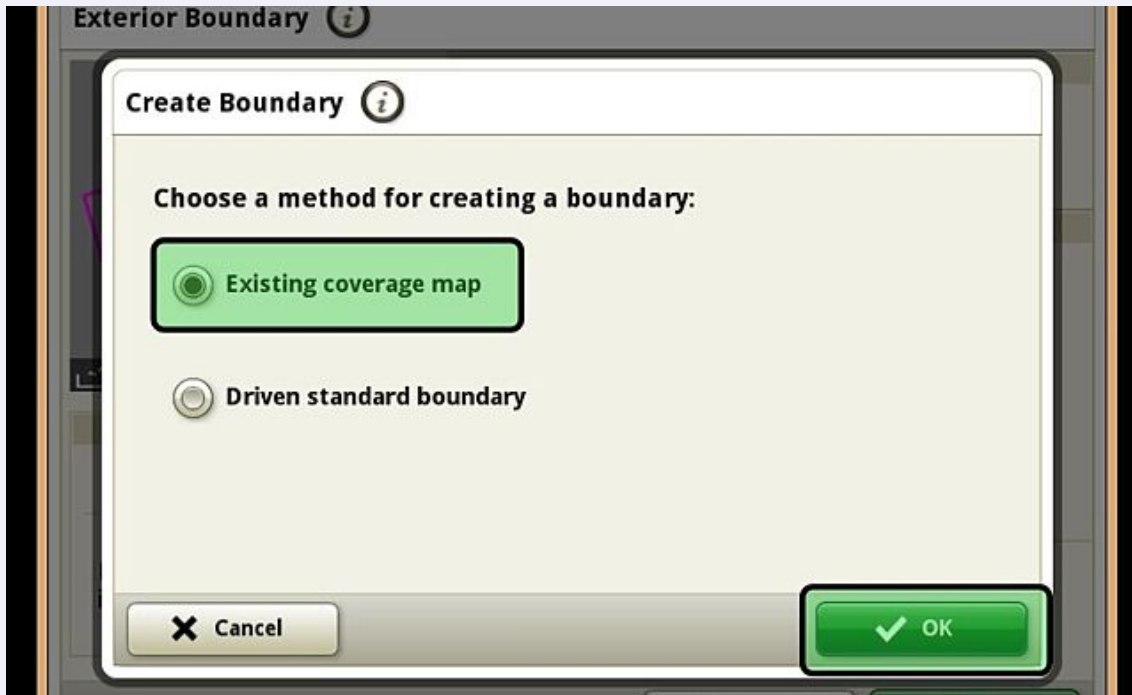 Exterior Boundary
Create Boundary
Choose a method for creating a boundary:
Existing coverage map
Driven standard boundary
Cancel
OK